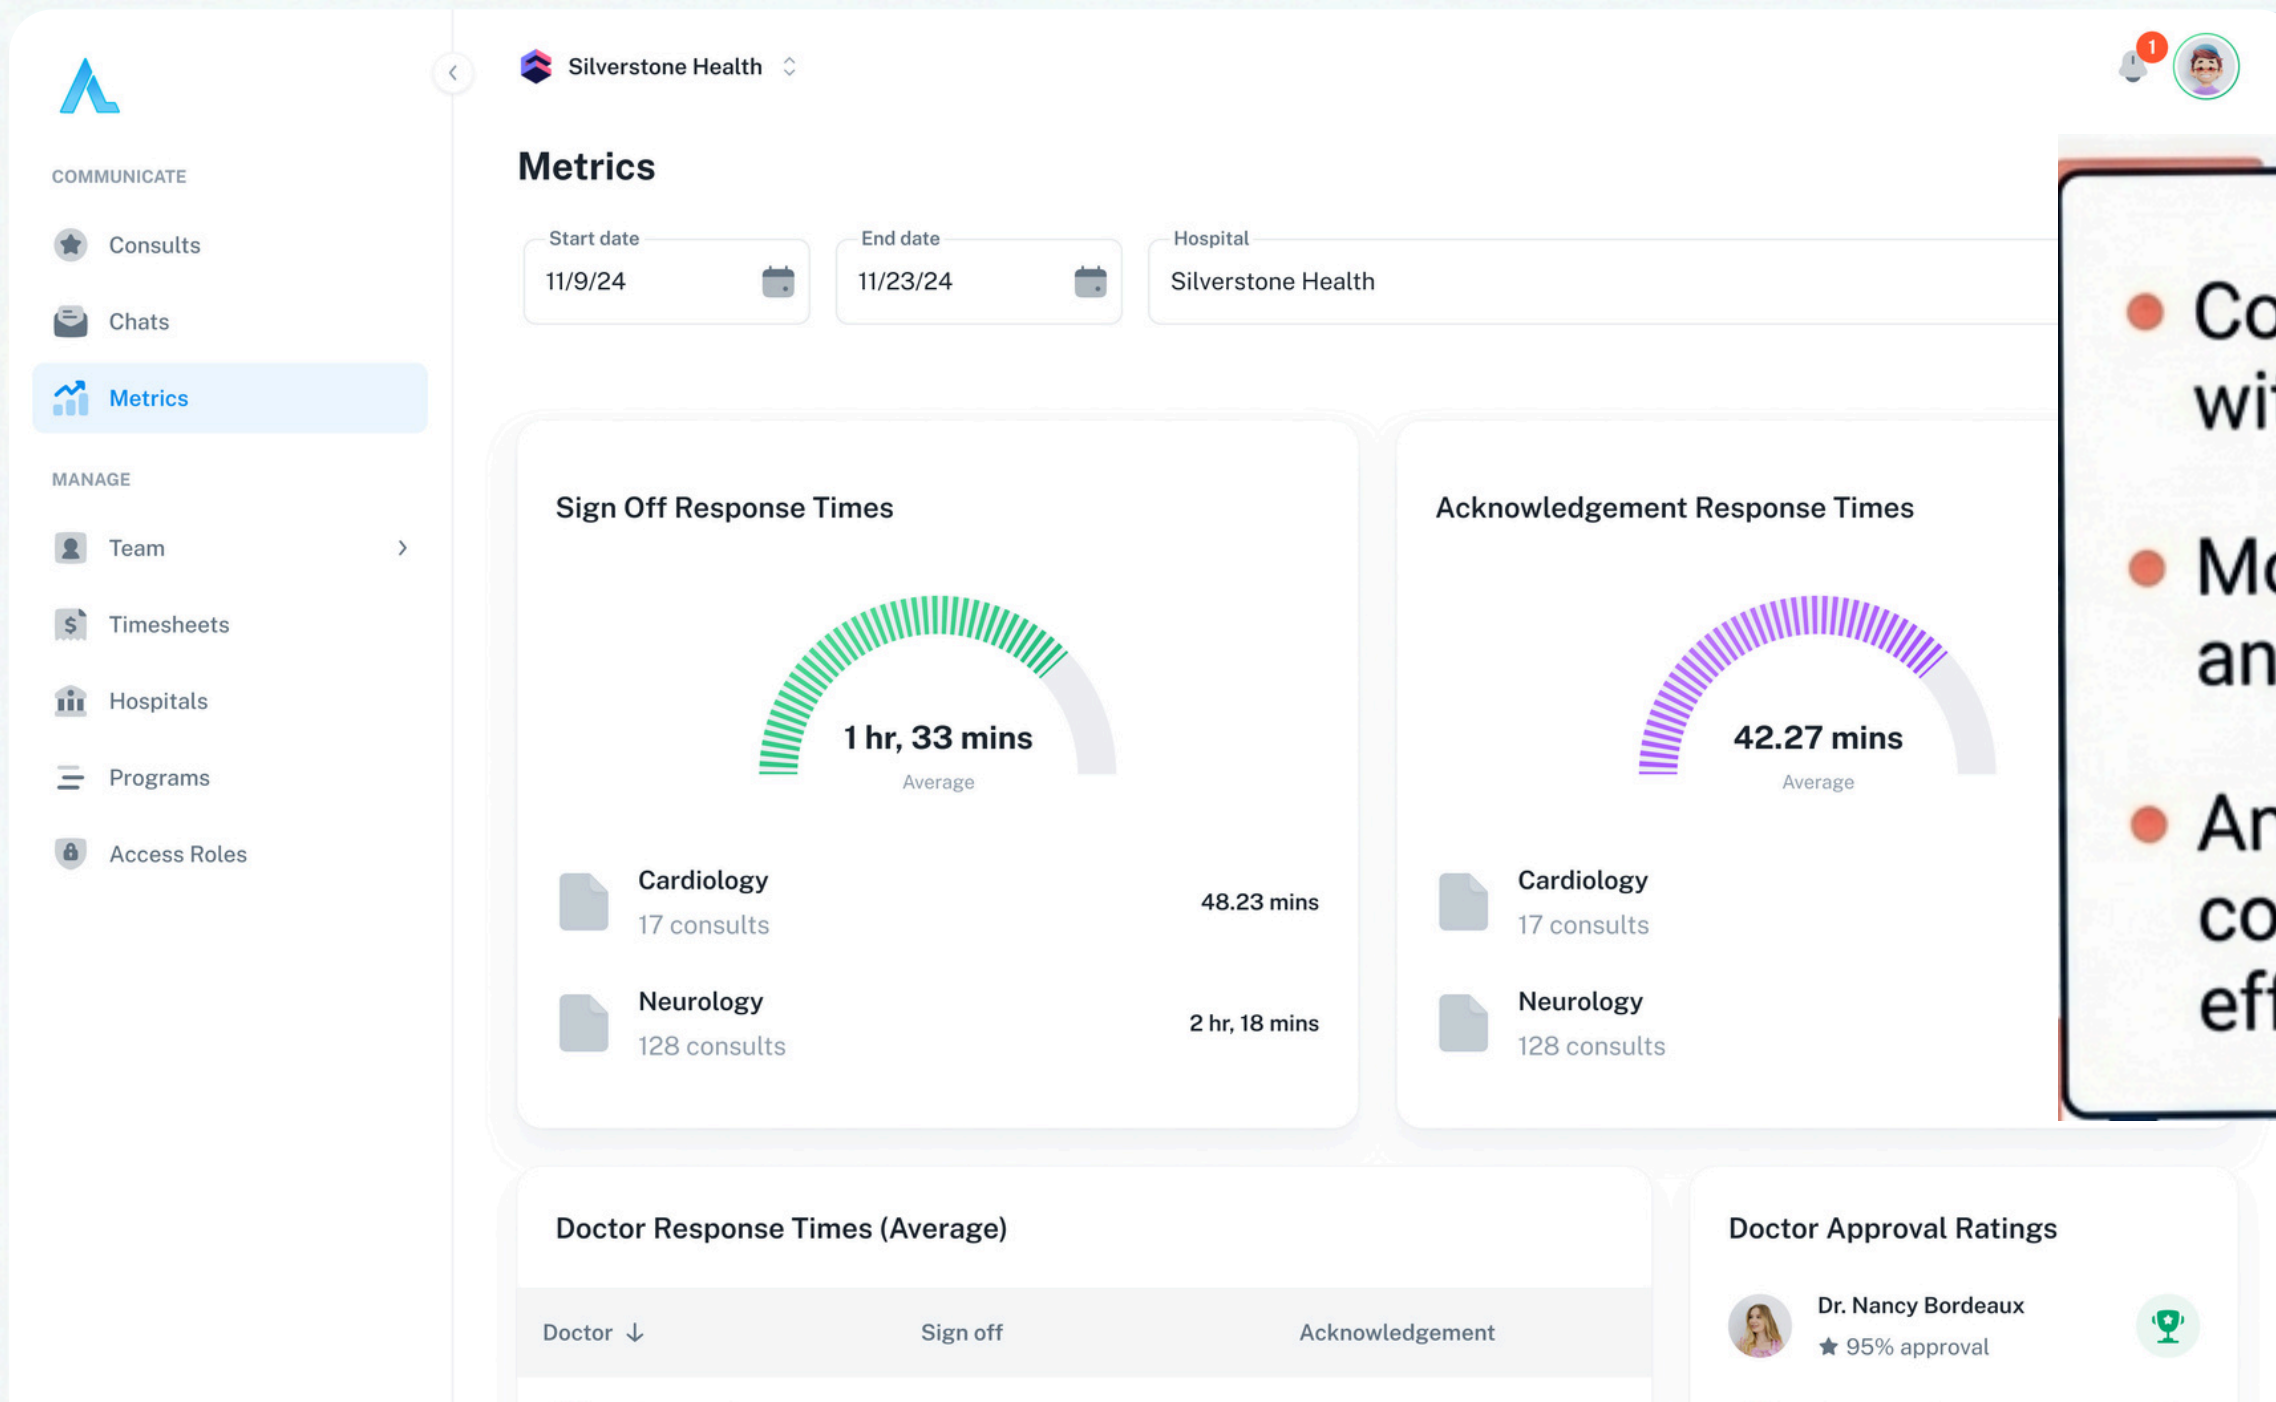 Silverstone Health
1
COMMUNICATE
Consults
Chats
Metrics
MANAGE
Team
Timesheets
$
Hospitals
Programs
Access Roles
Metrics
Start date
11/9/24
End date
11/23/24
Hospital
Silverstone Health
Sign Off Response Times
1 hr, 33 mins
Average
Cardiology
17 consults
48.23 mins
Neurology
128 consults
2 hr, 18 mins
Acknowledgement Response Times
42.27 mins
Average
Cardiology
17 consults
Neurology
128 consults
Doctor Response Times (Average)
Doctor Sign off Acknowledgement
Doctor Approval Ratings
Dr. Nancy Bordeaux
95% approval